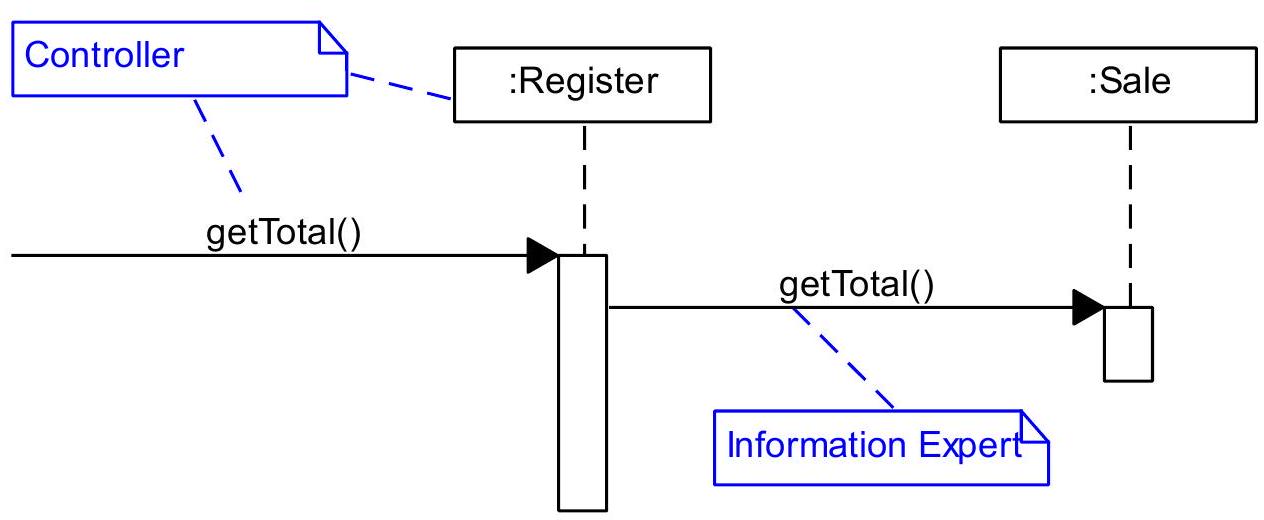 Controller
:Register
:Sale
getTotal()
getTotal()
Information Expert